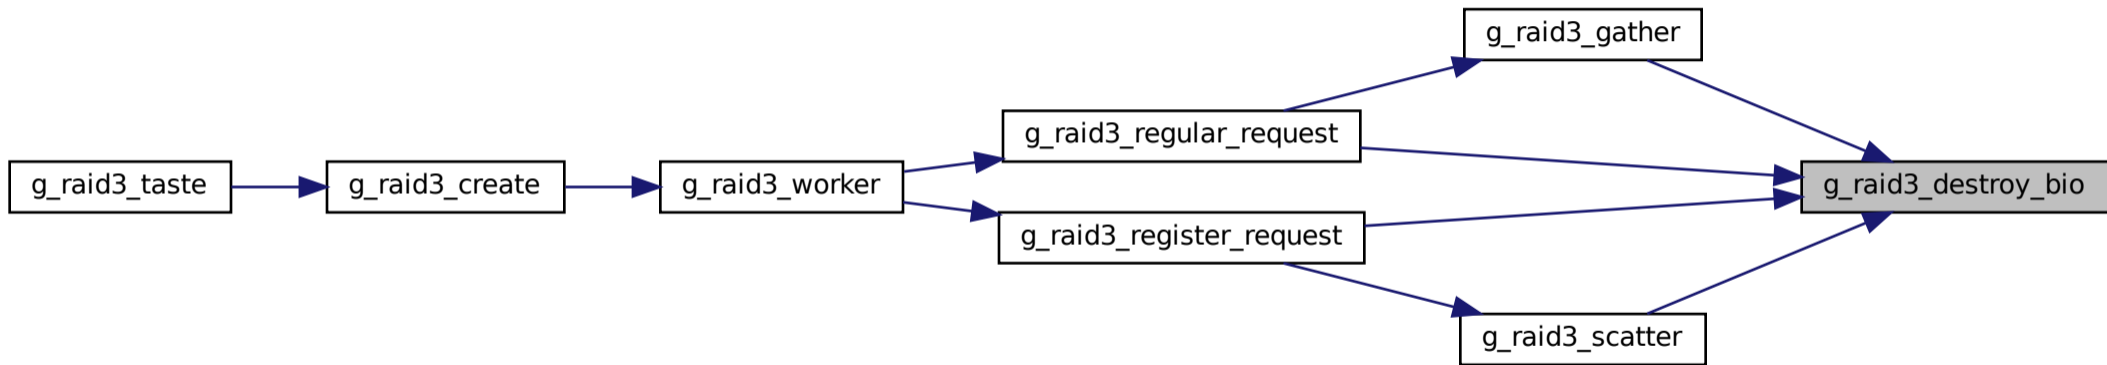 g_raid3_gather
g_raid3_regular_request
g_raid3_taste
g_raid3_create
g_raid3_worker
g_raid3_destroy_bio
g_raid3_register_request
g_raid3_scatter